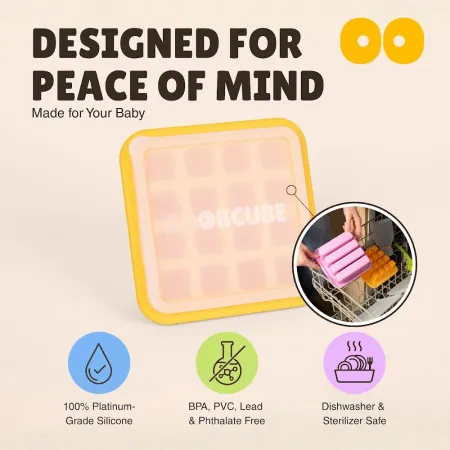 DESIGNED FOR
PEACE OF MIND
Made for Your Baby
OBCUBE
100% Platinum-
Grade Silicone
BPA, PVC, Lead
& Phthalate Free
Dishwasher &
Sterilizer Safe